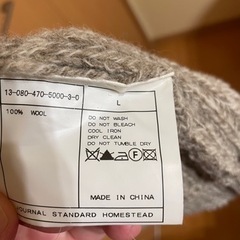 13-080-470-5000-3-0
L
100% WOOL
DO NOT WASH
DO NOT BLEACH
COOL IRON
DRY CLEAN
DO NOT TUMBLE DRY
MADE IN CHINA
JOURNAL STANDARD HOMESTEAD